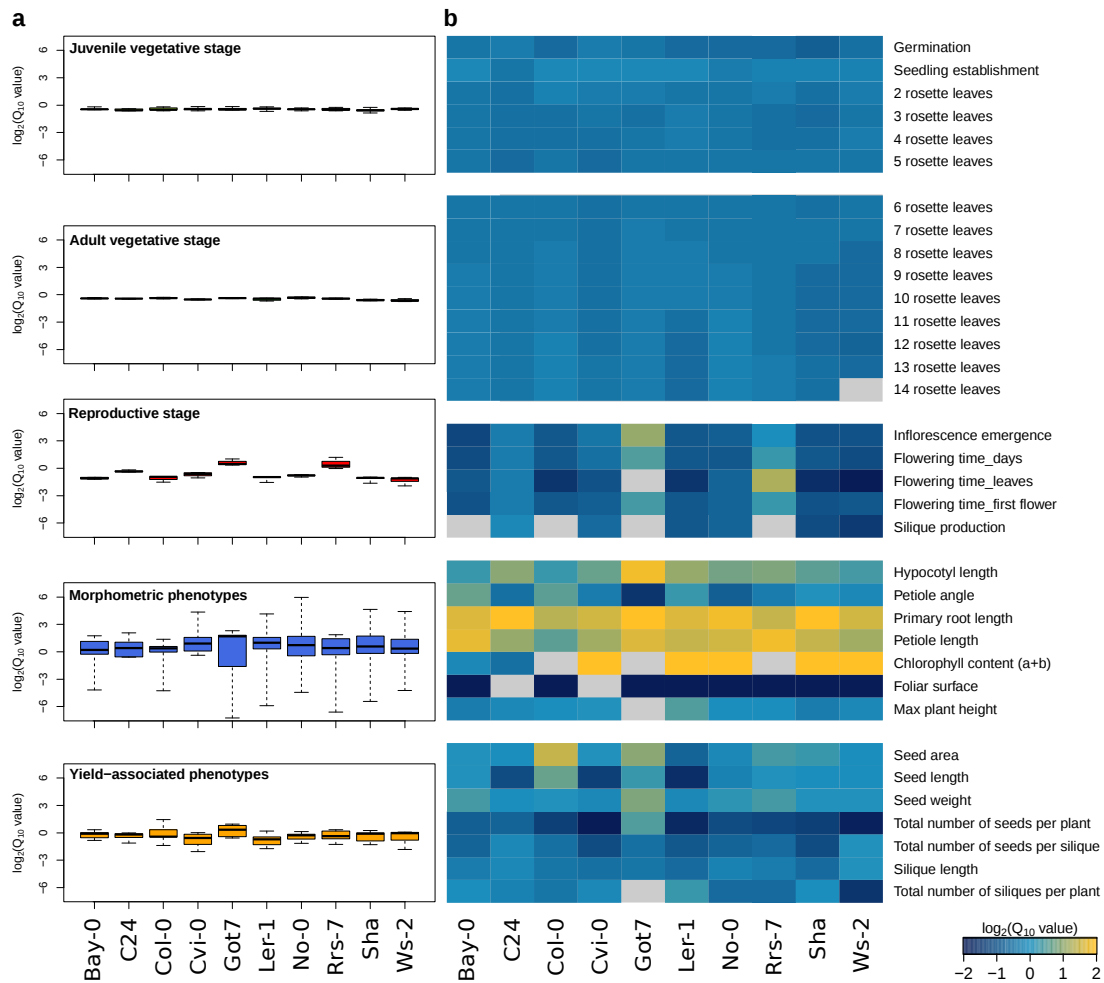 a
b
Juvenile vegetative stage
log2(Q10 value)
6
3
0
−3
−6
Adult vegetative stage
log2(Q10 value)
6
3
0
−3
−6
Reproductive stage
log2(Q10 value)
6
3
0
−3
−6
Morphometric phenotypes
log2(Q10 value)
6
3
0
−3
−6
Yield−associated phenotypes
log2(Q10 value)
6
3
0
−3
−6
Bay-0
C24
Col-0
Cvi-0
Got7
Ler-1
No-0
Rrs-7
Sha
Ws-2
Germination
Seedling establishment
2 rosette leaves
3 rosette leaves
4 rosette leaves
5 rosette leaves
6 rosette leaves
7 rosette leaves
8 rosette leaves
9 rosette leaves
10 rosette leaves
11 rosette leaves
12 rosette leaves
13 rosette leaves
14 rosette leaves
Inflorescence emergence
Flowering time_days
Flowering time_leaves
Flowering time_first flower
Silique production
Hypocotyl length
Petiole angle
Primary root length
Petiole length
Chlorophyll content (a+b)
Foliar surface
Max plant height
Seed area
Seed length
Seed weight
Total number of seeds per plant
Total number of seeds per silique
Silique length
Total number of siliques per plant
Bay-0
C24
Col-0
Cvi-0
Got7
Ler-1
No-0
Rrs-7
Sha
Ws-2
log2(Q10 value)
−2 −1 0 1 2